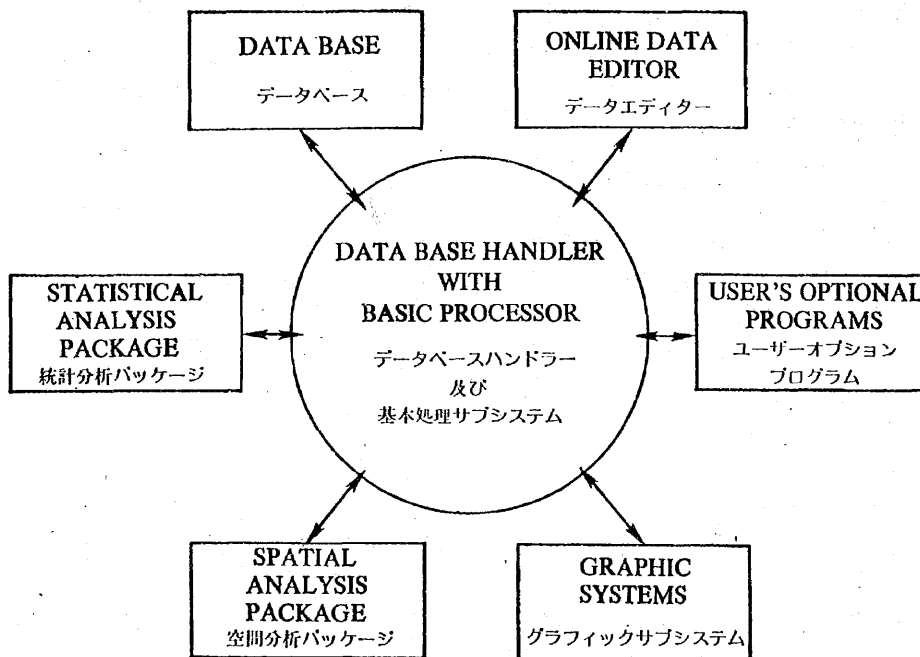 DATA BASE
データベース
ONLINE DATA
EDITOR
データエディター
DATA BASE HANDLER
WITH
BASIC PROCESSOR
データベースハンドラー
及び
基本処理サブシステム
STATISTICAL
ANALYSIS
PACKAGE
統計分析パッケージ
USER'S OPTIONAL
PROGRAMS
ユーザーオプション
プログラム
SPATIAL
ANALYSIS
PACKAGE
空間分析パッケージ
GRAPHIC
SYSTEMS
グラフィックサブシステム